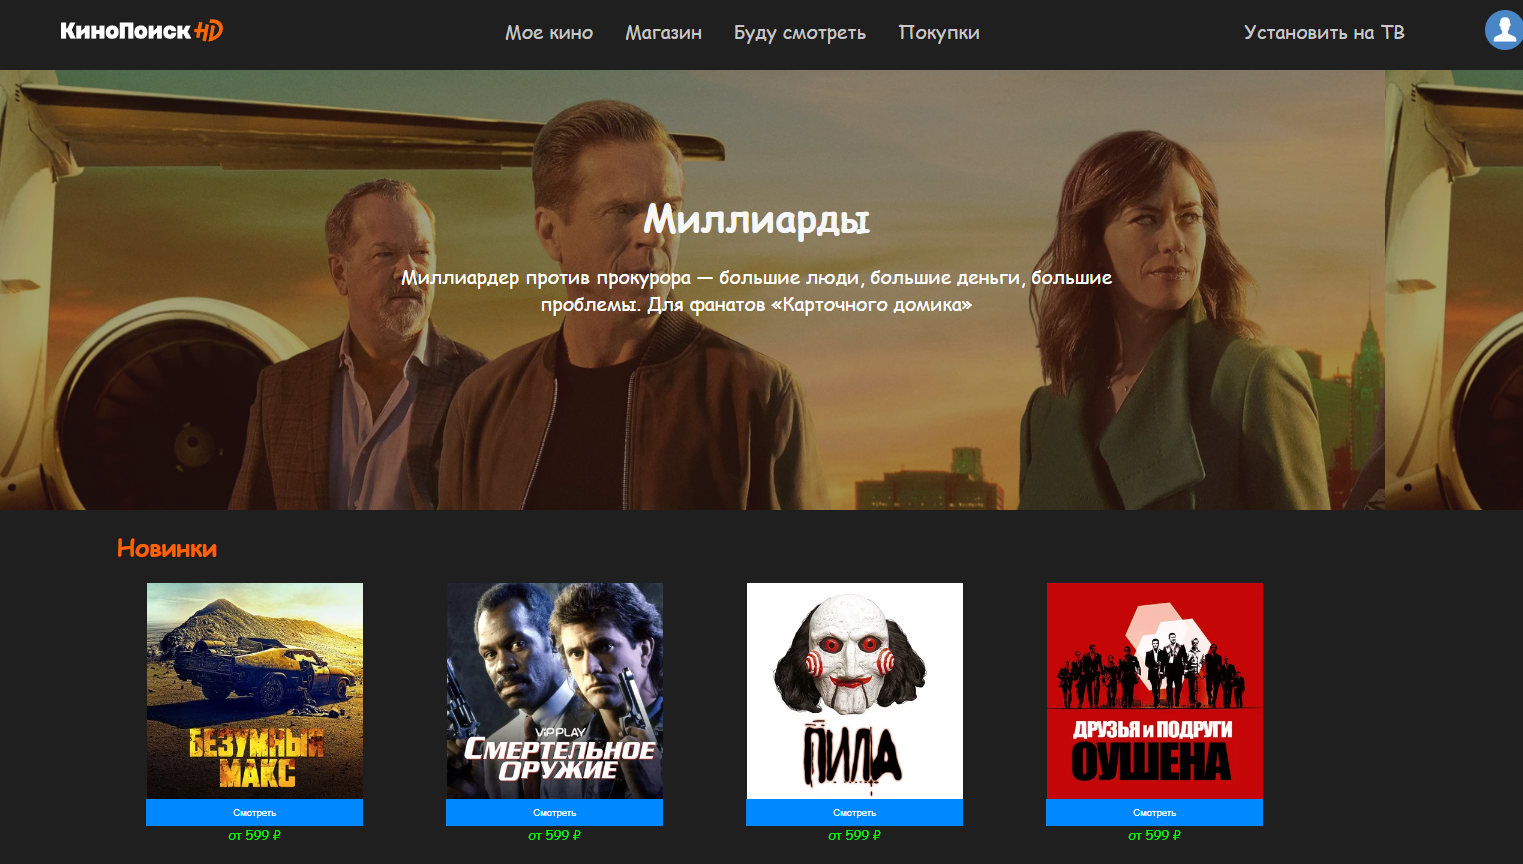 КиноПоиск HD
Мое кино Магазин Буду смотреть Покупки
Установить на ТВ
Миллиарды
Миллиардер против прокурора — большие люди, большие деньги, большие
проблемы. Для фанатов «Карточного домика»
Новинки
БЕЗУМНЫЙ
МАКС
Смотреть
от 599 ₽
ViP PLAY
СМЕРТЕЛЬНОЕ
ОРУЖИЕ
Смотреть
от 599 ₽
ПИЛА
Смотреть
от 599 ₽
ДРУЗЬЯ И ПОДРУГИ
ОУШЕНА
Смотреть
от 599 ₽